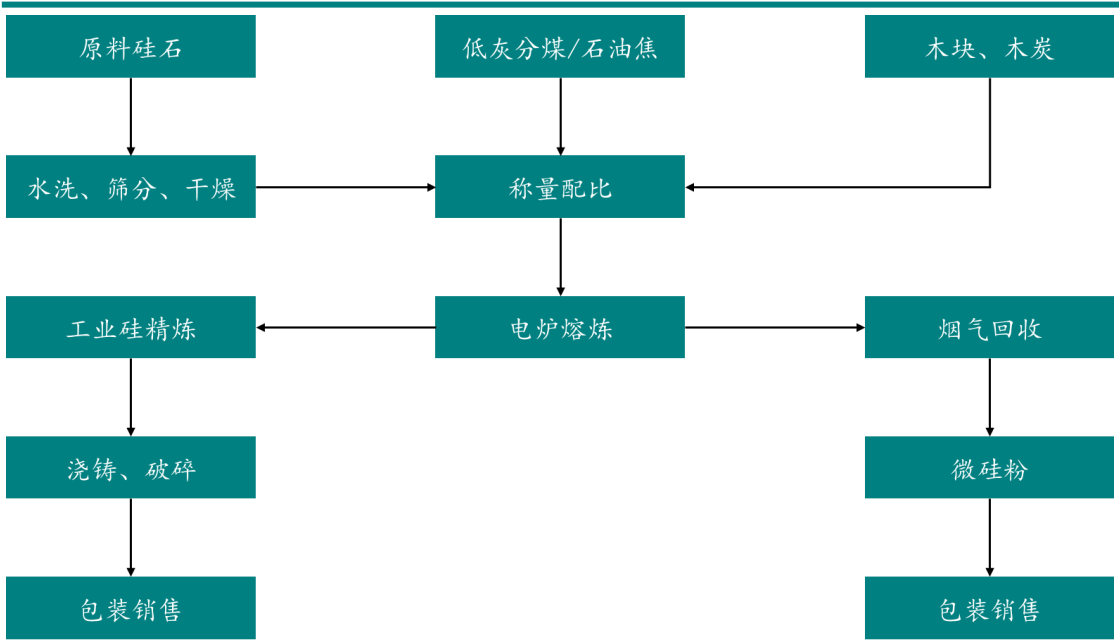 原料硅石
低灰分煤/石油焦
木块、木炭
水洗、筛分、干燥
称量配比
工业硅精炼
电炉熔炼
烟气回收
浇铸、破碎
微硅粉
包装销售
包装销售